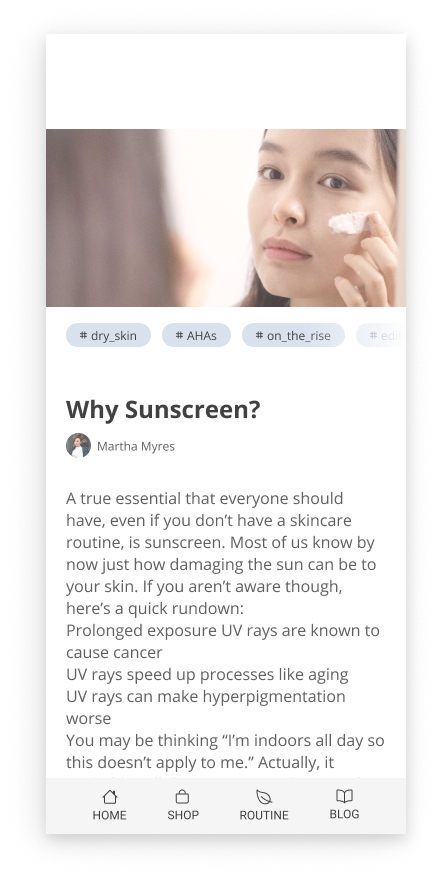 # dry_skin
# AHAs
# on_the_rise
#
Why Sunscreen?
Martha Myres
A true essential that everyone should
have, even if you don’t have a skincare
routine, is sunscreen. Most of us know by
now just how damaging the sun can be to
your skin. If you aren’t aware though,
here’s a quick rundown:
Prolonged exposure UV rays are known to
cause cancer
UV rays speed up processes like aging
UV rays can make hyperpigmentation
worse
You may be thinking “I’m indoors all day so
this doesn’t apply to me.” Actually, it
HOME
SHOP
ROUTINE
BLOG